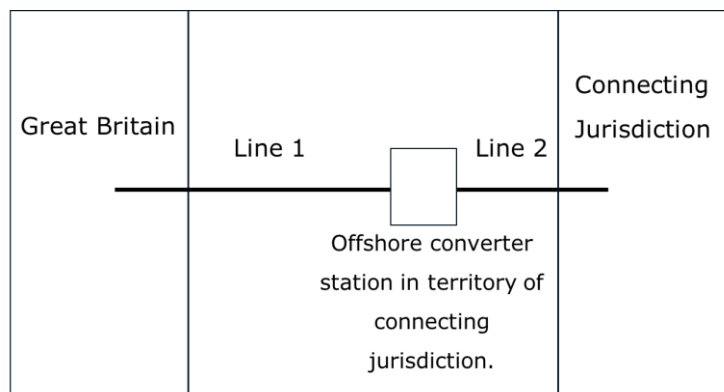 Great Britain
Line 1
Line 2
Connecting
Jurisdiction
Offshore converter
station in territory of
connecting
jurisdiction.